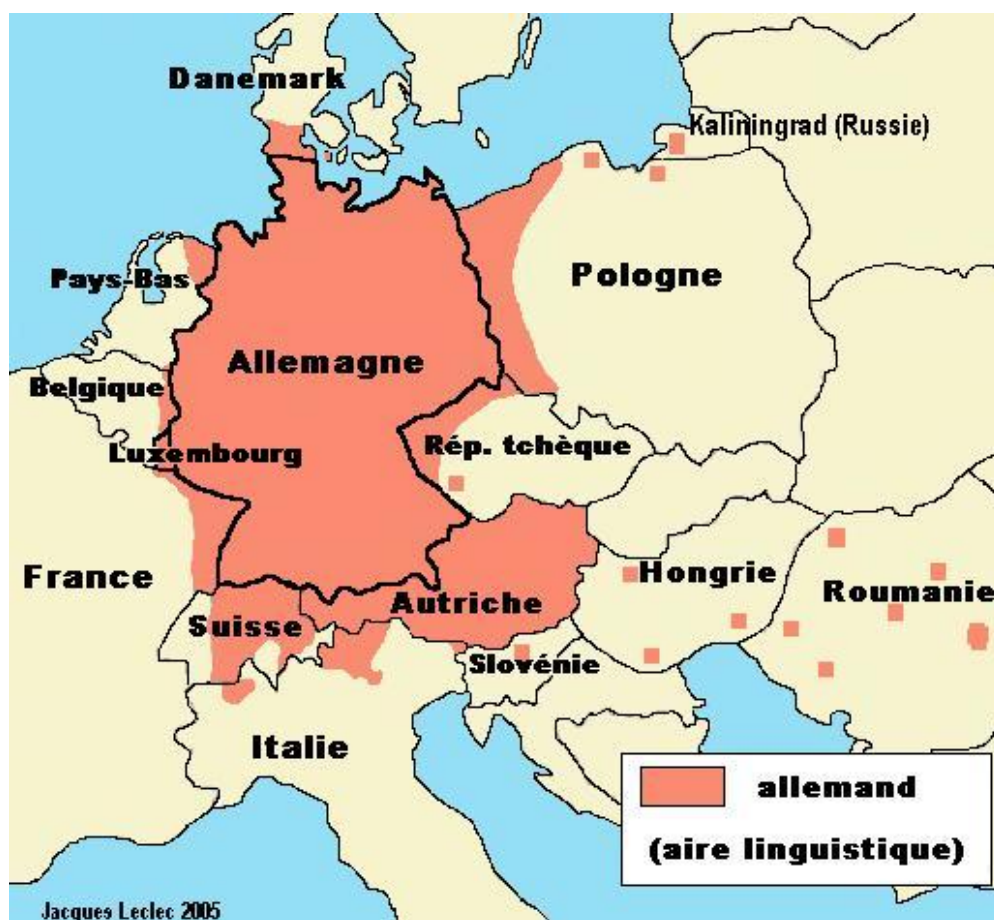 Danemark
Kaliningrad (Russie)
Pays-Bas
Pologne
Allemagne
Belgique
Luxembourg
Rép. tchèque
France
Hongrie
Roumanie
Autriche
Suisse
Slovénie
Italie
allemand
(aire linguistique)
Jacques Leclec 2005